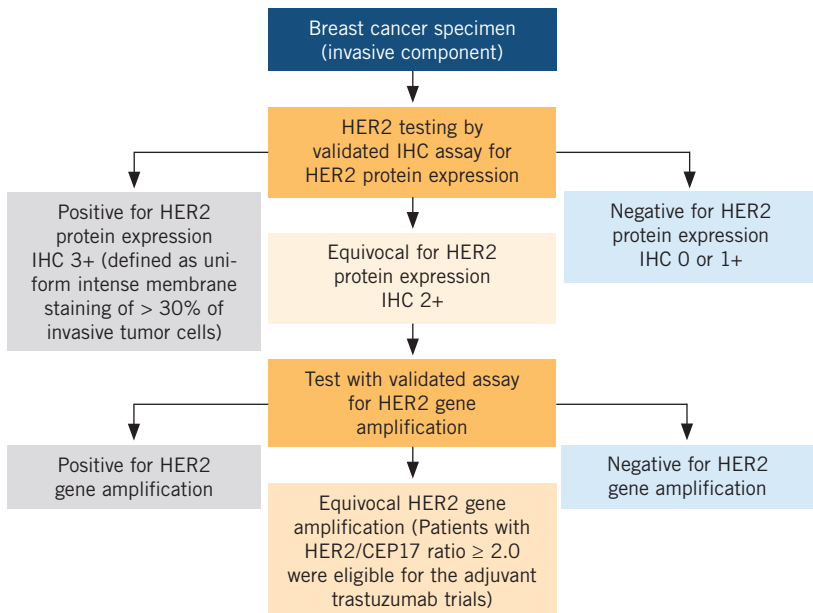 Breast cancer specimen
(invasive component)
HER2 testing by
validated IHC assay for
HER2 protein expression
Positive for HER2
protein expression
IHC 3+ (defined as uni-
form intense membrane
staining of > 30% of
invasive tumor cells)
Equivocal for HER2
protein expression
IHC 2+
Negative for HER2
protein expression
IHC 0 or 1+
Test with validated assay
for HER2 gene
amplification
Positive for HER2
gene amplification
Equivocal HER2 gene
amplification (Patients with
HER2/CEP17 ratio ≥ 2.0
were eligible for the adjuvant
trastuzumab trials)
Negative for HER2
gene amplification